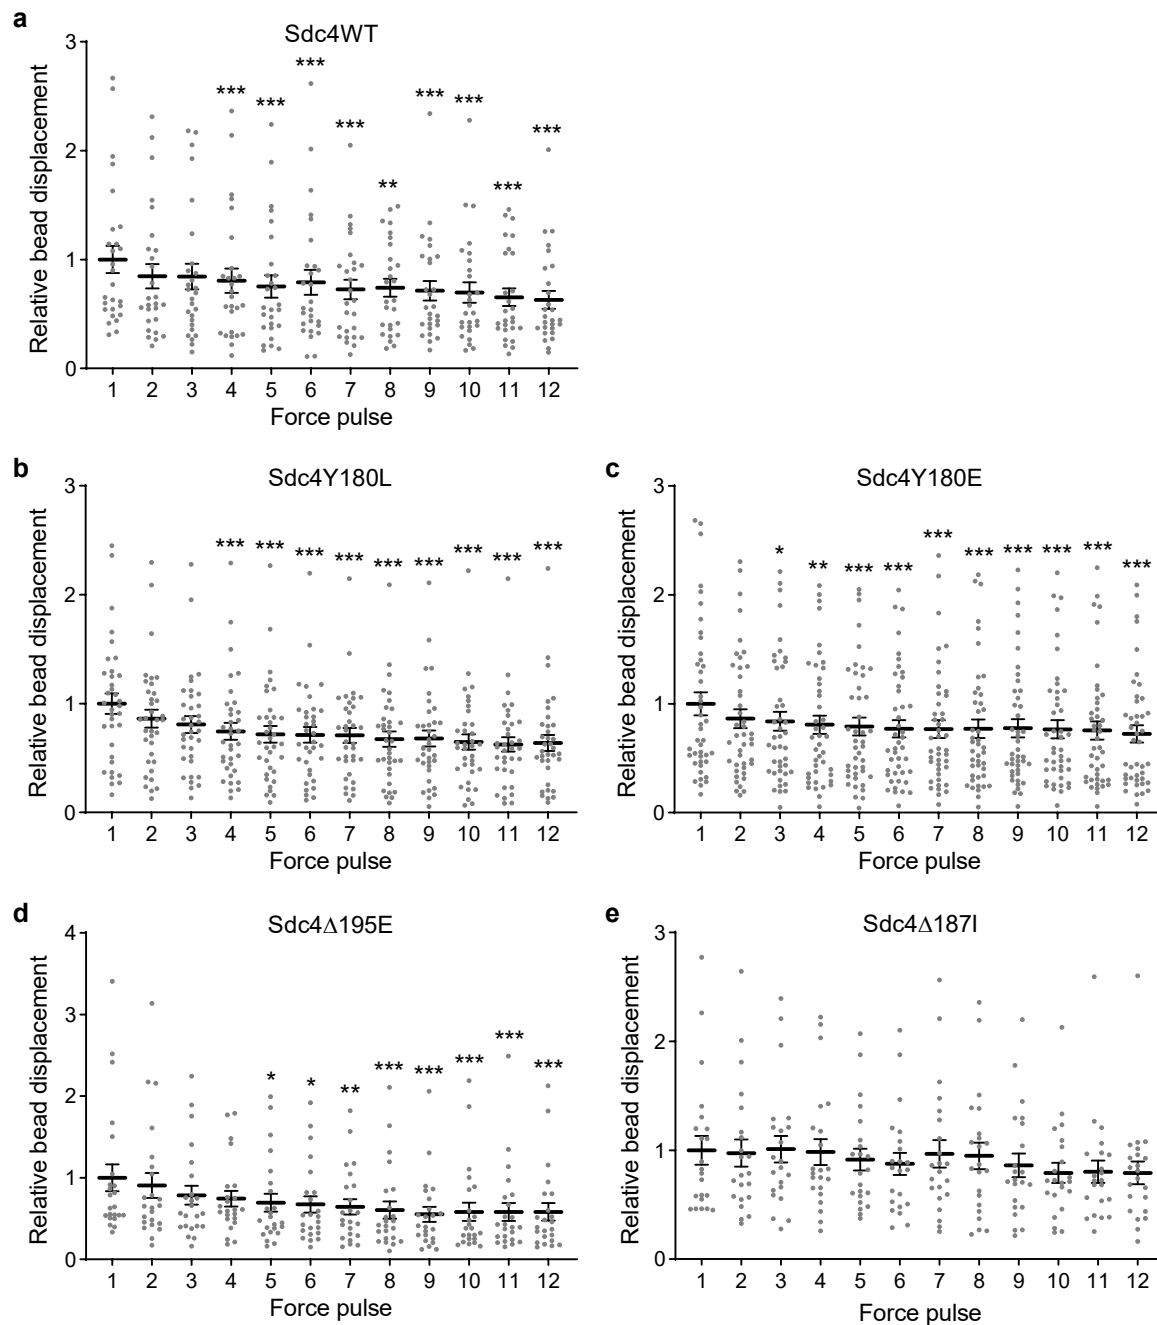 a
Sdc4WT
Relative bead displacement
3
2
1
0
*** *** *** *** ** *** *** *** ***
1 2 3 4 5 6 7 8 9 10 11 12
Force pulse
b
Sdc4Y180L
Relative bead displacement
3
2
1
0
*** *** *** *** *** *** *** *** ***
1 2 3 4 5 6 7 8 9 10 11 12
Force pulse
c
Sdc4Y180E
Relative bead displacement
3
2
1
0
* ** *** *** *** *** *** *** *** ***
1 2 3 4 5 6 7 8 9 10 11 12
Force pulse
d
Sdc4Δ195E
Relative bead displacement
4
3
2
1
0
* * ** *** *** *** *** ***
1 2 3 4 5 6 7 8 9 10 11 12
Force pulse
e
Sdc4Δ187I
Relative bead displacement
3
2
1
0
1 2 3 4 5 6 7 8 9 10 11 12
Force pulse